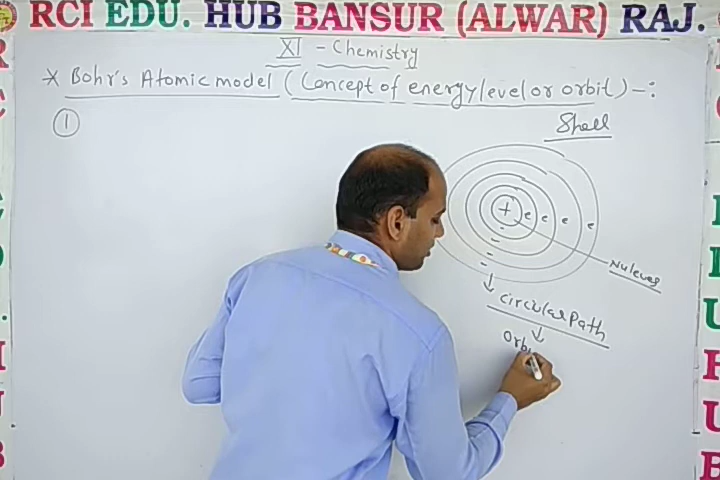 RCI EDU. HUB BANSUR (ALWAR) RAJ.
XI - Chemistry
* Bohr's Atomic model (Concept of energy level or orbit) -:
①
Shell
+ e e e e
Nuleus
circular path
Orb